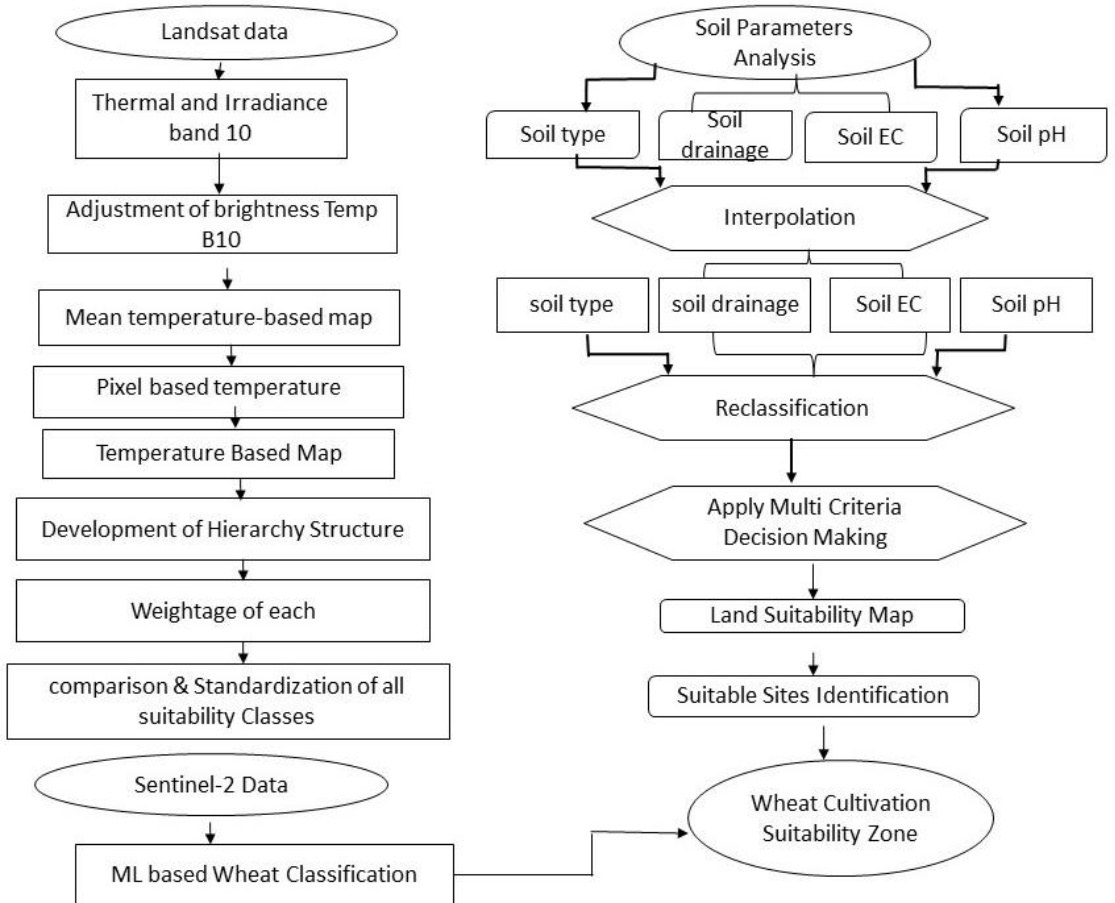 Landsat data
Thermal and Irradiance
band 10
Adjustment of brightness Temp
B10
Mean temperature-based map
Pixel based temperature
Temperature Based Map
Development of Hierarchy Structure
Weightage of each
comparison & Standardization of all
suitability Classes
Sentinel-2 Data
ML based Wheat Classification
Soil Parameters
Analysis
Soil type
Soil
drainage
Soil EC
Soil pH
Interpolation
soil type
soil drainage
Soil EC
Soil pH
Reclassification
Apply Multi Criteria
Decision Making
Land Suitability Map
Suitable Sites Identification
Wheat Cultivation
Suitability Zone